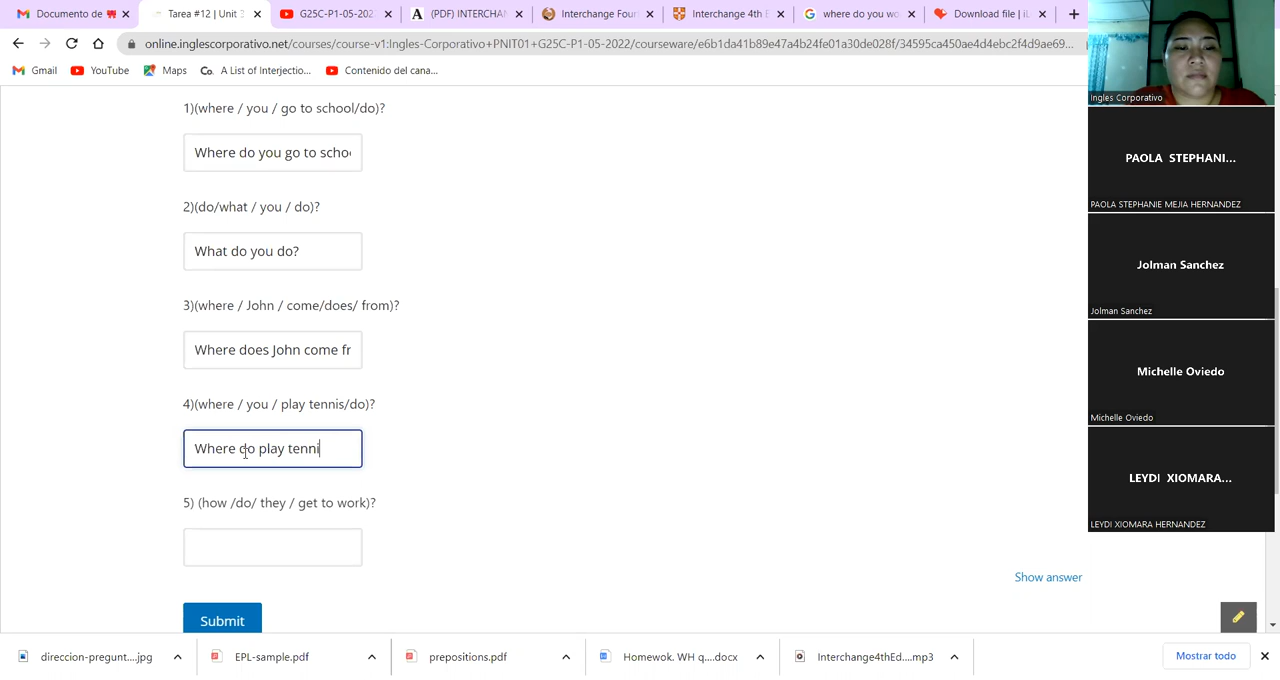 Documento de
Tarea #12 | Unit 3
G25C-P1-05-202
(PDF) INTERCHAN
Interchange Four
Interchange 4th E
where do you wo
Download file | iL
online.inglescorporativo.net/courses/course-v1:Ingles-Corporativo+PNIT01+G25C-P1-05-2022/courseware/e6b1da41b89e47a4b24fe01a30de028f/34595ca450ae4d4ebc2f4d9ae69...
Gmail
YouTube
Maps
Co. A List of Interjectio...
Contenido del cana...
1)(where / you / go to school/do)?
Where do you go to schoo
2)(do/what / you / do)?
What do you do?
3)(where / John / come/does/ from)?
Where does John come fr
4)(where / you / play tennis/do)?
Where do play tenni
5) (how /do/ they / get to work)?
Show answer
Submit
Ingles Corporativo
PAOLA STEPHANI...
PAOLA STEPHANIE MEJIA HERNANDEZ
Jolman Sanchez
Jolman Sanchez
Michelle Oviedo
Michelle Oviedo
LEYDI XIOMARA...
LEYDI XIOMARA HERNANDEZ
direccion-pregunt....jpg
EPL-sample.pdf
prepositions.pdf
Homewok. WH q....docx
Interchange4thEd....mp3
Mostrar todo